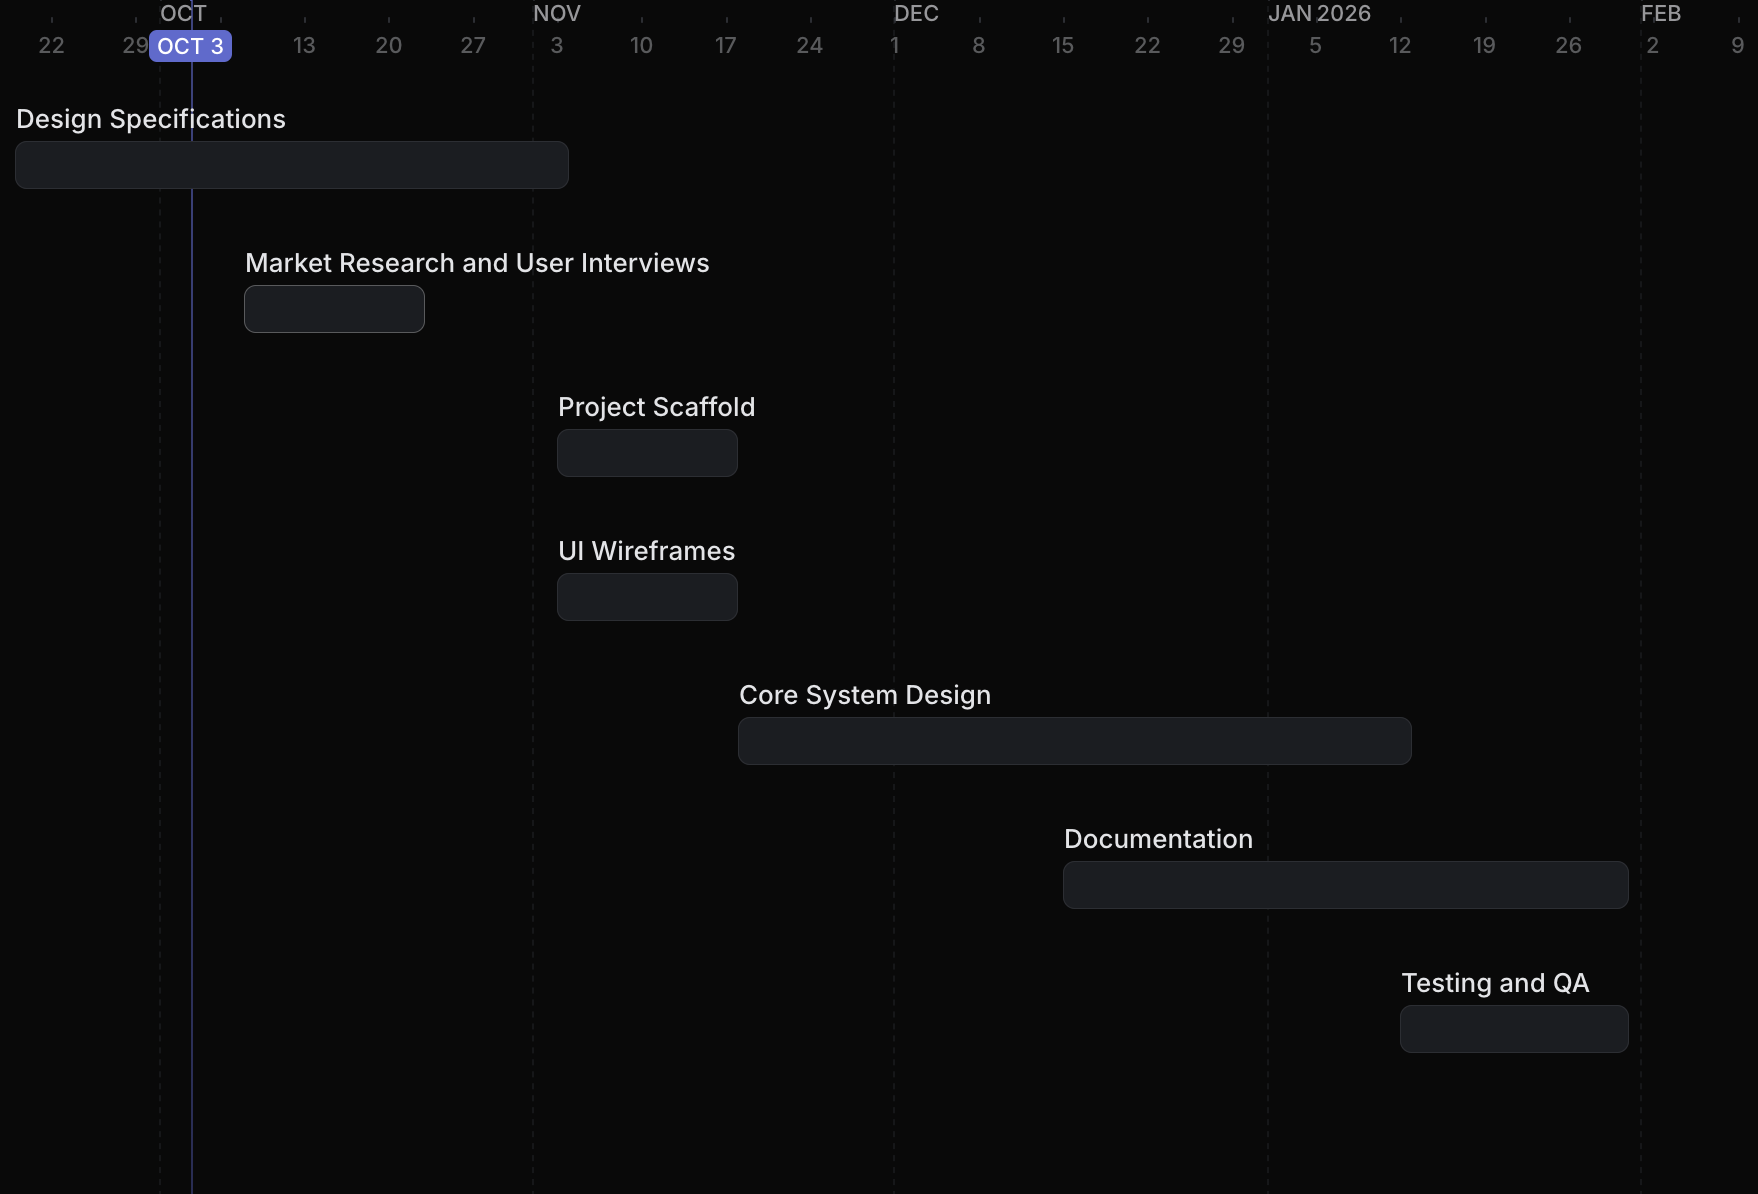 OCT NOV DEC JAN 2026 FEB
22 29 OCT 3 13 20 27 3 10 17 24 1 8 15 22 29 5 12 19 26 2 9
Design Specifications
Market Research and User Interviews
Project Scaffold
UI Wireframes
Core System Design
Documentation
Testing and QA